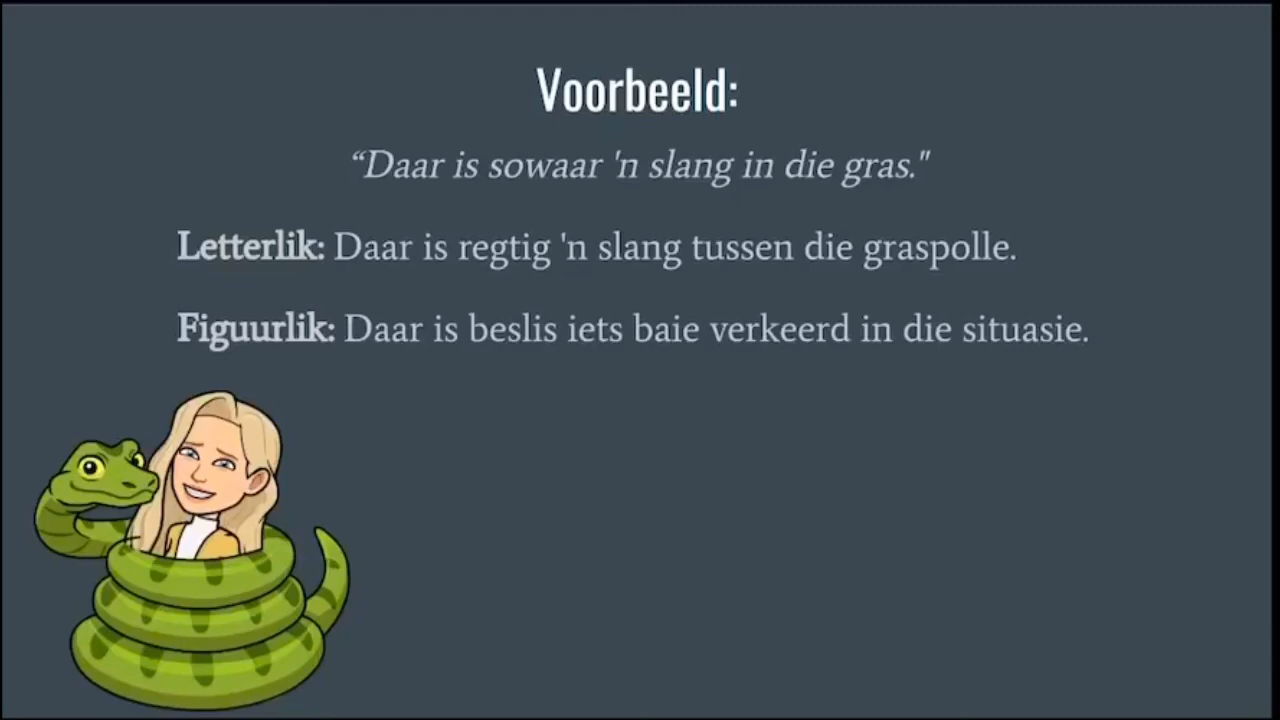 Voorbeeld:
“Daar is sowaar 'n slang in die gras."
Letterlik: Daar is regtig 'n slang tussen die graspolle.
Figuurlik: Daar is beslis iets baie verkeerd in die situasie.